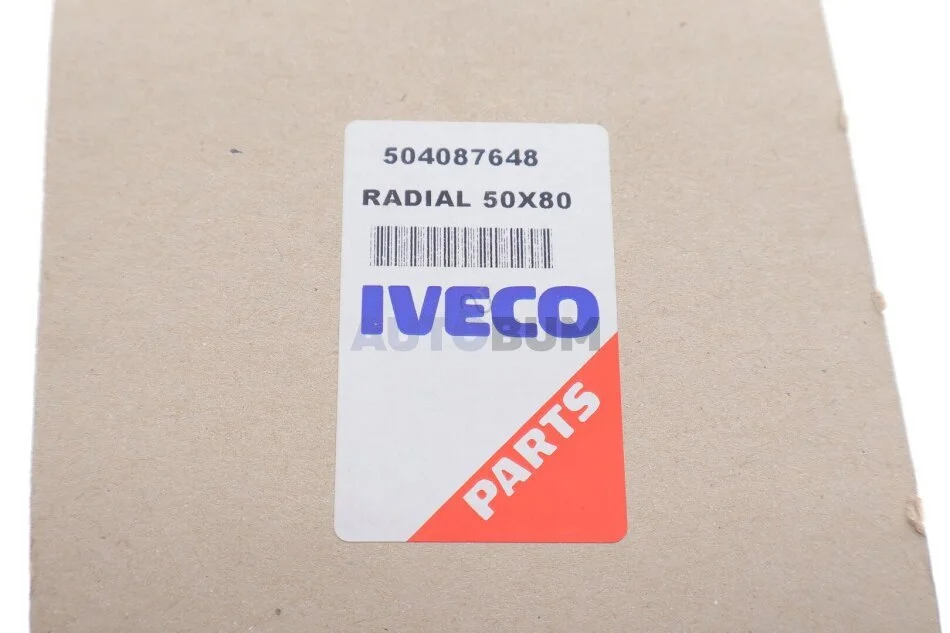 504087648
RADIAL 50X80
IVECO
AUTOBUM
PARTS